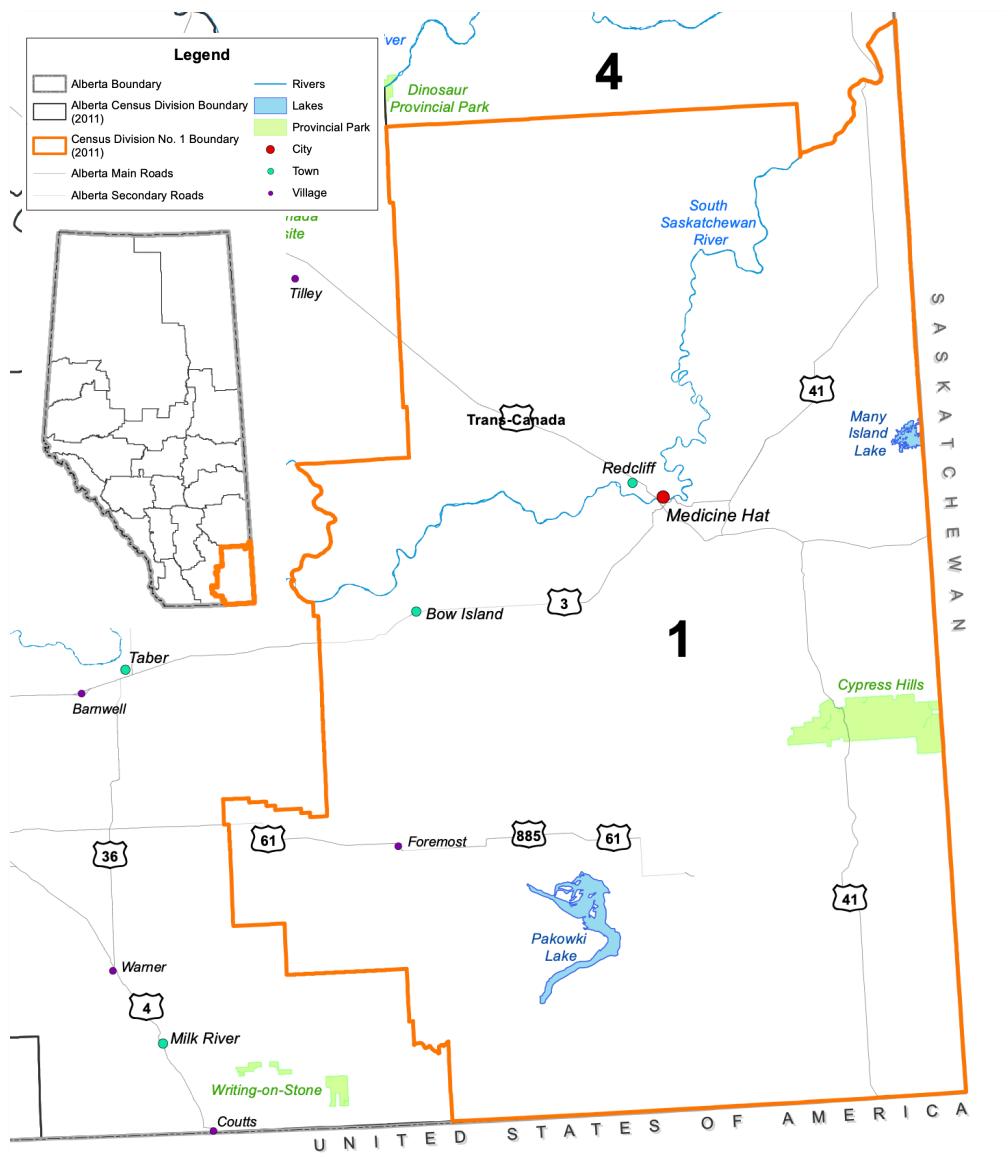 Legend
Alberta Boundary
Alberta Census Division Boundary
(2011)
Census Division No. 1 Boundary
(2011)
Alberta Main Roads
Alberta Secondary Roads
Rivers
Lakes
Provincial Park
City
Town
Village
4
Dinosaur
Provincial Park
South
Saskatchewan
River
Tilley
SASKATCHEWAN
41
Trans-Canada
Many
Island
Lake
Redcliff
Medicine Hat
3
Bow Island
1
Taber
Barnwell
Cypress Hills
61
Foremost
885
61
36
41
Pakowki
Lake
Warner
4
Milk River
Writing-on-Stone
Coutts
UNITED STATES OF AMERICA